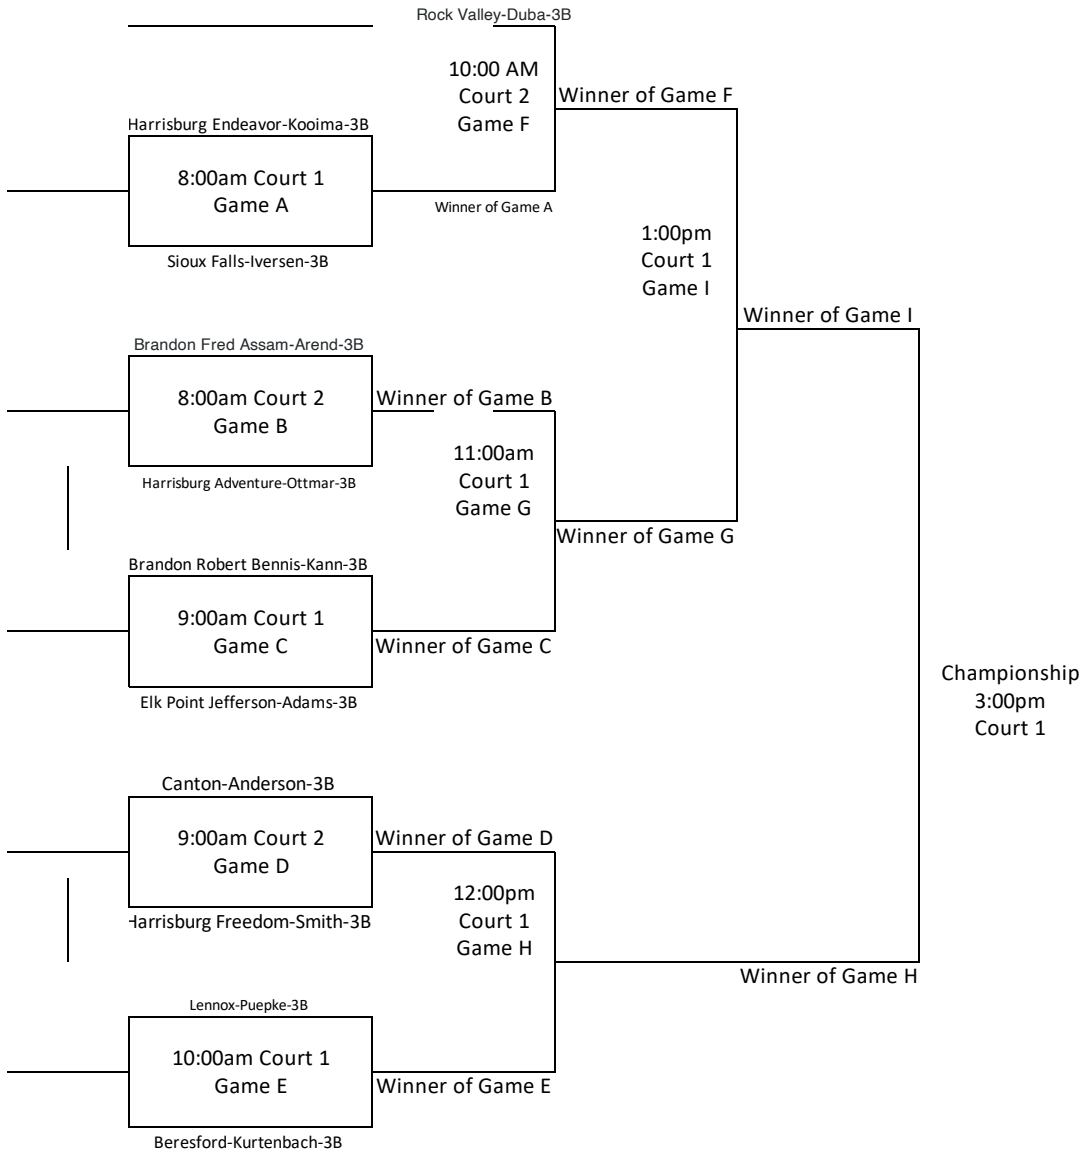 Rock Valley-Duba-3B
10:00 AM
Court 2
Game F
Winner of Game F
Harrisburg Endeavor-Kooima-3B
8:00am Court 1
Game A
Winner of Game A
Sioux Falls-Iversen-3B
1:00pm
Court 1
Game I
Winner of Game I
Brandon Fred Assam-Arend-3B
8:00am Court 2
Game B
Winner of Game B
Harrisburg Adventure-Ottmar-3B
11:00am
Court 1
Game G
Winner of Game G
Brandon Robert Bennis-Kann-3B
9:00am Court 1
Game C
Winner of Game C
Elk Point Jefferson-Adams-3B
Championship
3:00pm
Court 1
Canton-Anderson-3B
9:00am Court 2
Game D
Winner of Game D
Harrisburg Freedom-Smith-3B
12:00pm
Court 1
Game H
Winner of Game H
Lennox-Puepke-3B
10:00am Court 1
Game E
Winner of Game E
Beresford-Kurtenbach-3B